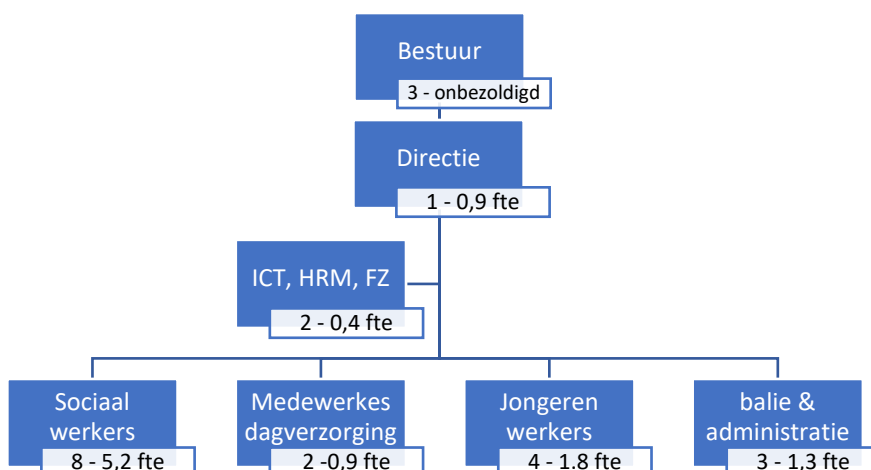 Bestuur
3 - onbezoldigd
Directie
1 - 0,9 fte
ICT, HRM, FZ
2 - 0,4 fte
Sociaal
werkers
8 - 5,2 fte
Medewerkes
dagverzorging
2 -0,9 fte
Jongeren
werkers
4 - 1.8 fte
balie &
administratie
3 - 1,3 fte